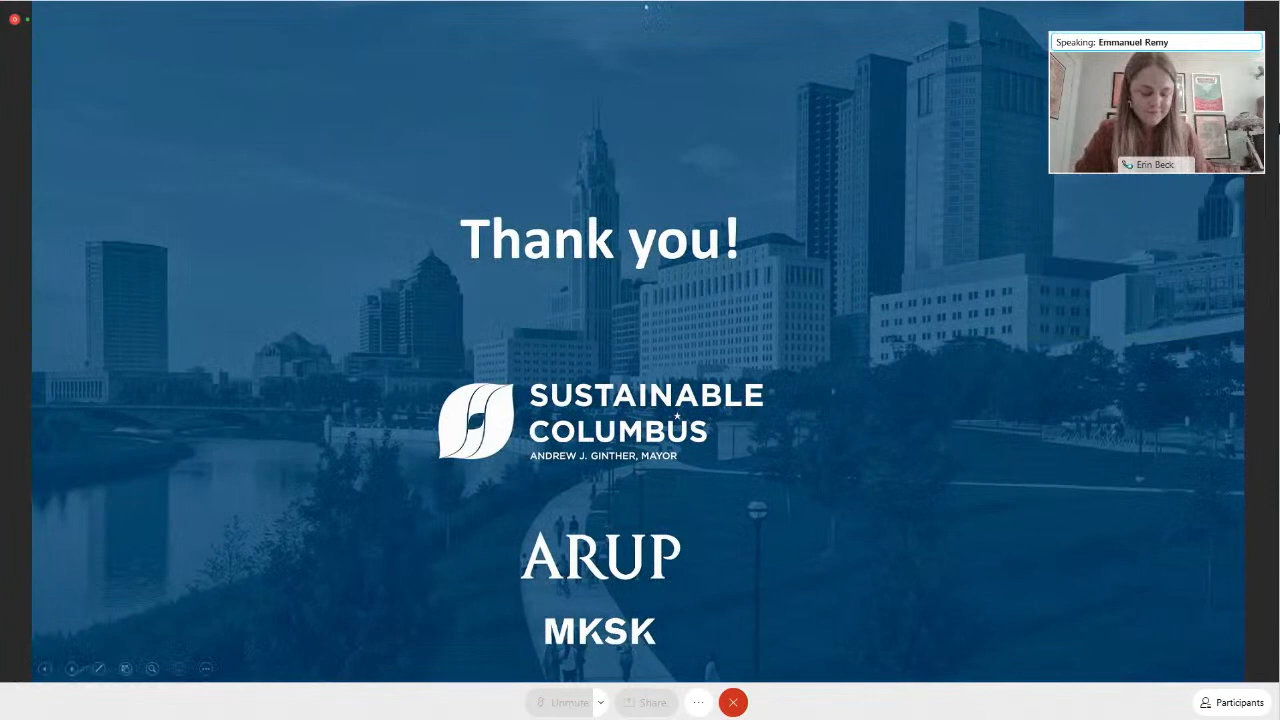 Speaking: Emmanuel Remy
Erin Beck
Thank you!
SUSTAINABLE
COLUMBUS
ANDREW J. GINTHER, MAYOR
ARUP
MKSK
Unmute
Share
Participants